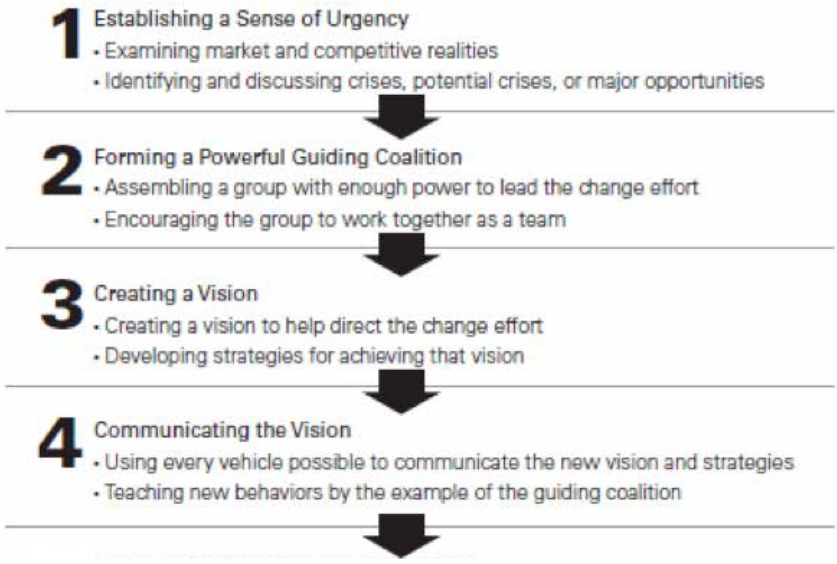 1 Establishing a Sense of Urgency
• Examining market and competitive realities
• Identifying and discussing crises, potential crises, or major opportunities
2 Forming a Powerful Guiding Coalition
• Assembling a group with enough power to lead the change effort
• Encouraging the group to work together as a team
3 Creating a Vision
• Creating a vision to help direct the change effort
• Developing strategies for achieving that vision
4 Communicating the Vision
• Using every vehicle possible to communicate the new vision and strategies
• Teaching new behaviors by the example of the guiding coalition